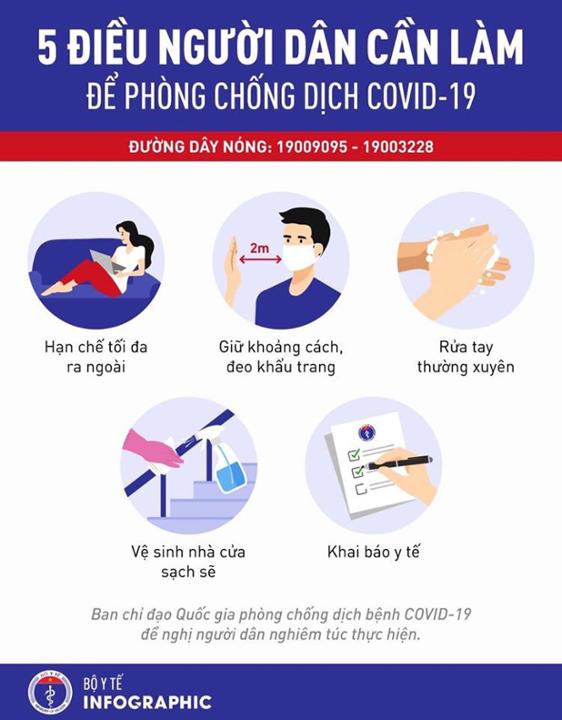 5 ĐIỀU NGƯỜI DÂN CẦN LÀM
ĐỂ PHÒNG CHỐNG DỊCH COVID-19
ĐƯỜNG DÂY NÓNG: 19009095 - 19003228
2m
Hạn chế tối đa
ra ngoài
Giữ khoảng cách,
đeo khẩu trang
Rửa tay
thường xuyên
Vệ sinh nhà cửa
sạch sẽ
Khai báo y tế
Ban chỉ đạo Quốc gia phòng chống dịch bệnh COVID-19
đề nghị người dân nghiêm túc thực hiện.
BỘ Y TẾ
INFOGRAPHIC